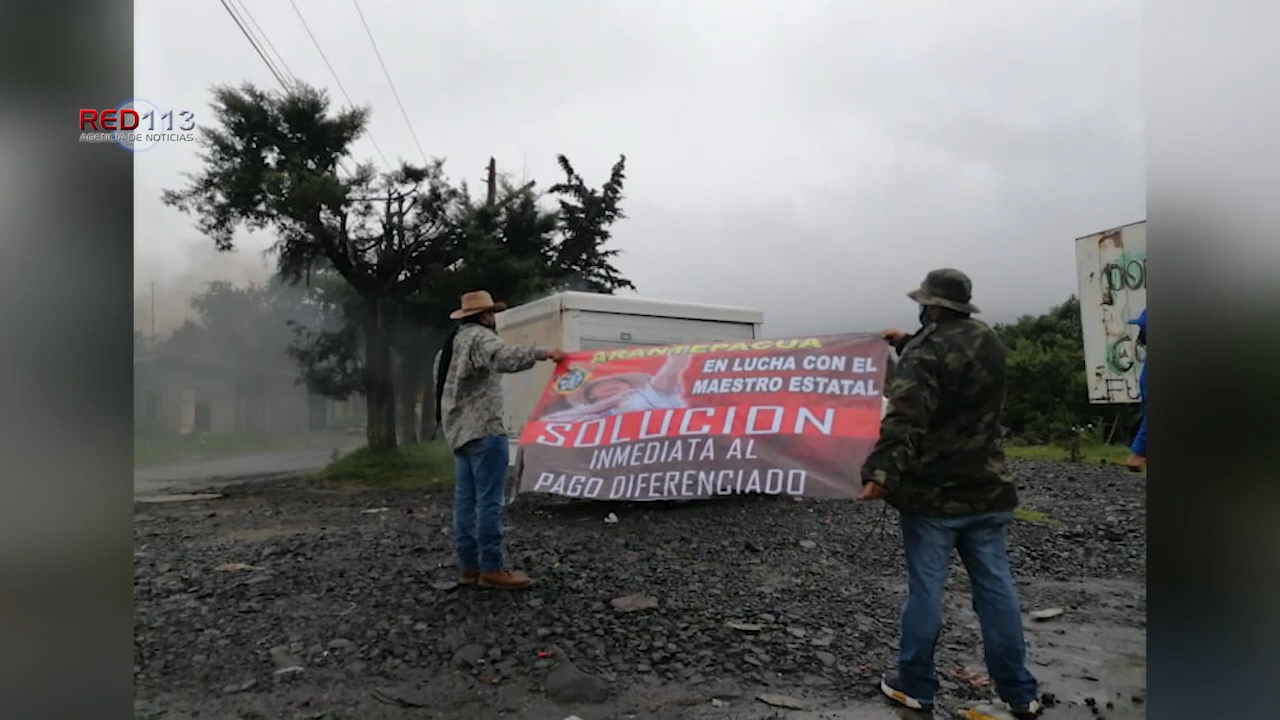 RED113
AGENCIA DE NOTICIAS
ARANTEPACUA
EN LUCHA CON EL
MAESTRO ESTATAL
SOLUCION
INMEDIATA AL
PAGO DIFERENCIADO